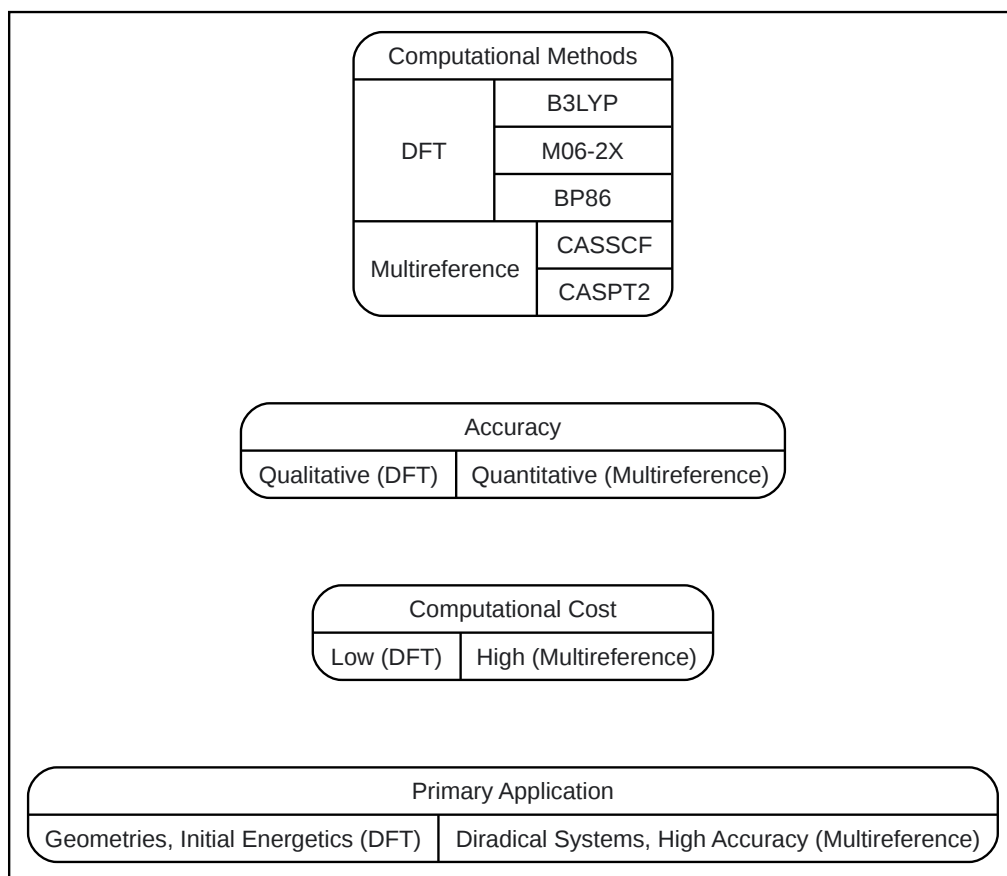 Computational Methods
DFT
B3LYP
M06-2X
BP86
Multireference
CASSCF
CASPT2
Accuracy
Qualitative (DFT)
Quantitative (Multireference)
Computational Cost
Low (DFT)
High (Multireference)
Primary Application
Geometries, Initial Energetics (DFT)
Diradical Systems, High Accuracy (Multireference)